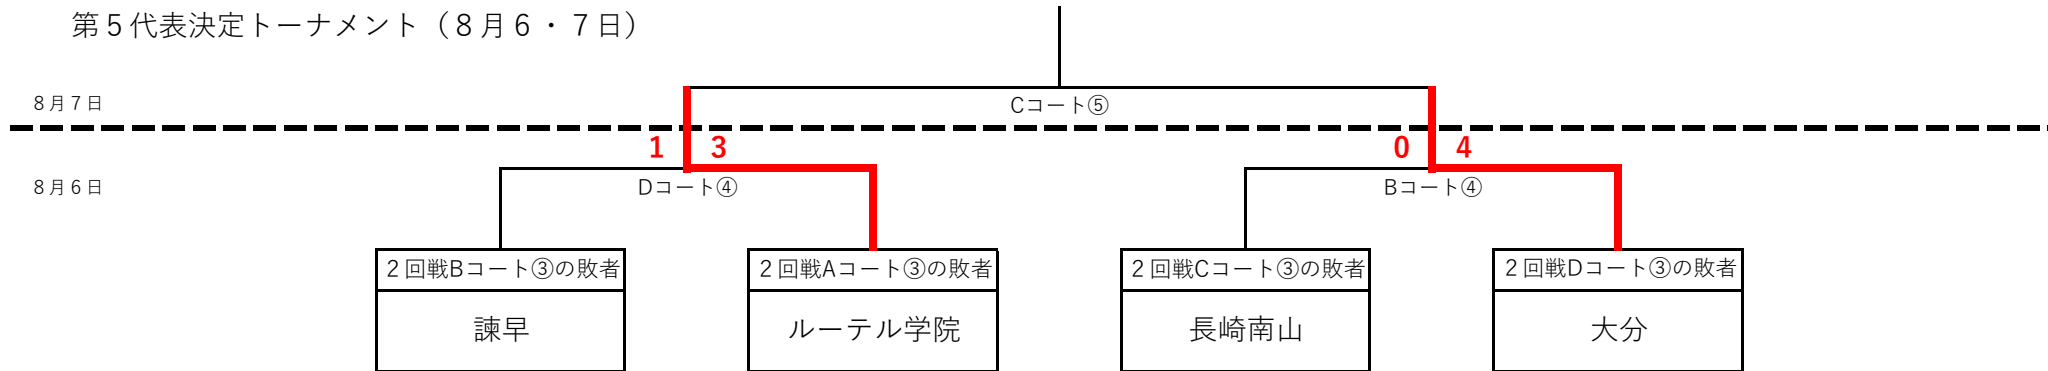 第５代表決定トーナメント（８月６・７日）
８月７日
Cコート⑤
1 3 0 4
８月６日
Dコート④ Bコート④
２回戦Bコート③の敗者 ２回戦Aコート③の敗者 ２回戦Cコート③の敗者 ２回戦Dコート③の敗者
諫早 ルーテル学院 長崎南山 大分